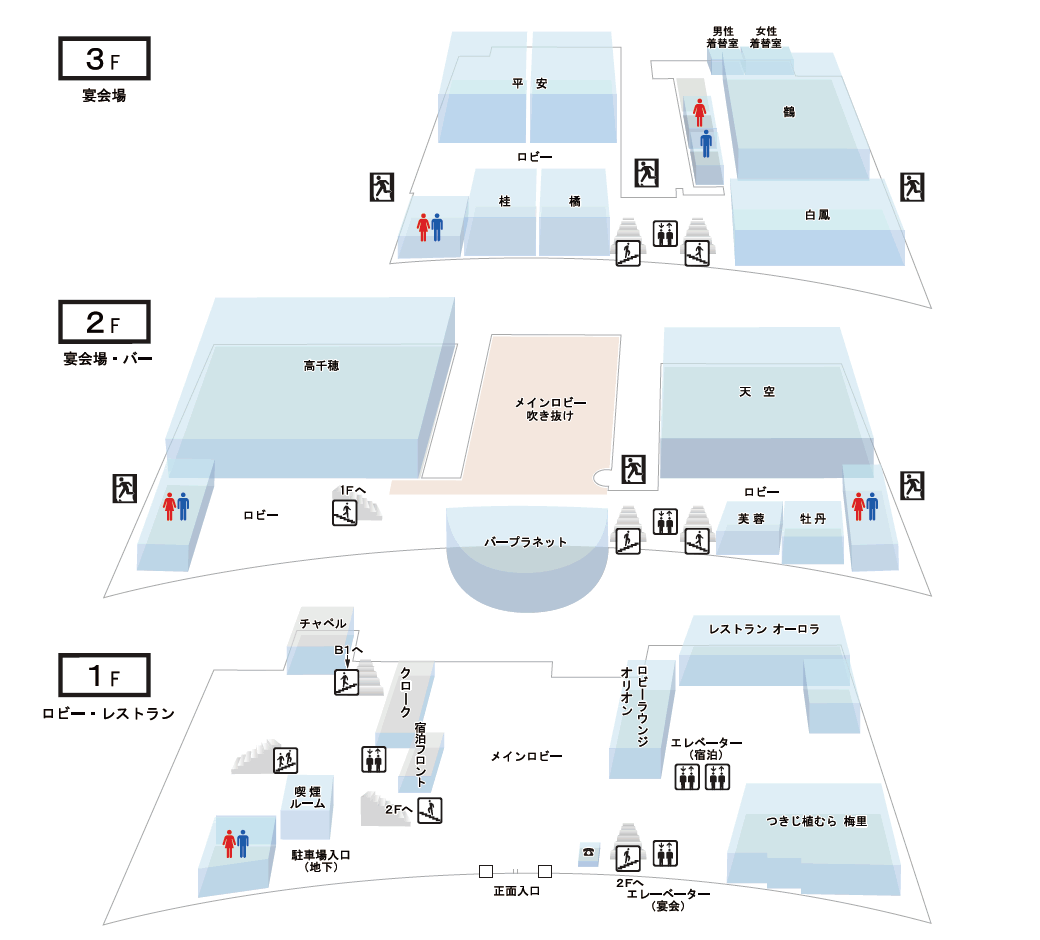 3F
宴会場
男性
着替室
女性
着替室
平 安
鶴
ロビー
桂
橘
白鳳
2F
宴会場・バー
高千穂
メインロビー
吹き抜け
天 空
1Fへ
ロビー
ロビー
芙蓉
牡丹
バープラネット
1F
ロビー・レストラン
チャペル
B1へ
クローク
宿泊フロント
メインロビー
ロビーラウンジ
オリオン
レストラン オーロラ
エレベーター
(宿泊)
喫煙
ルーム
2Fへ
つきじ植むら 梅里
駐車場入口
(地下)
正面入口
2Fへ
エレーベーター
(宴会)